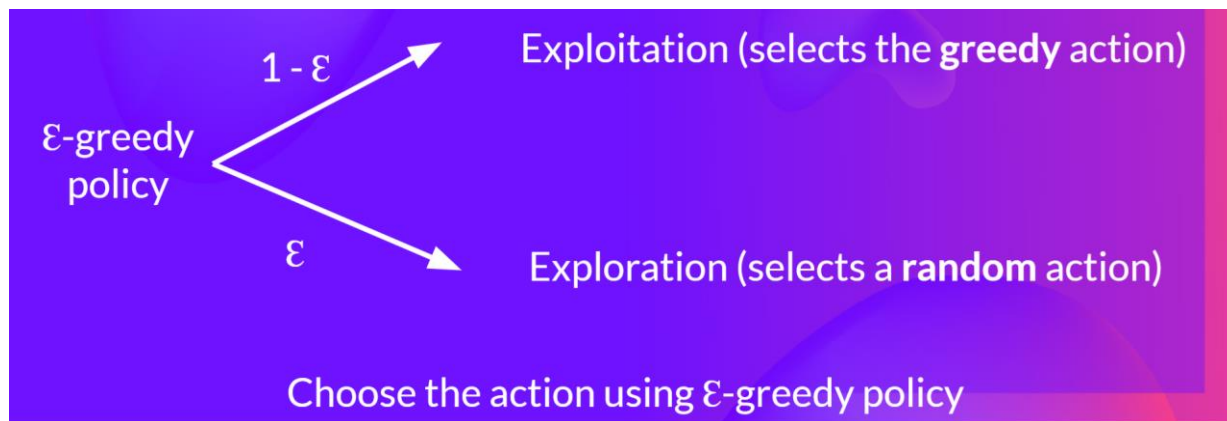 1 - Ɛ
Exploitation (selects the greedy action)
Ɛ-greedy
policy
Ɛ
Exploration (selects a random action)
Choose the action using Ɛ-greedy policy